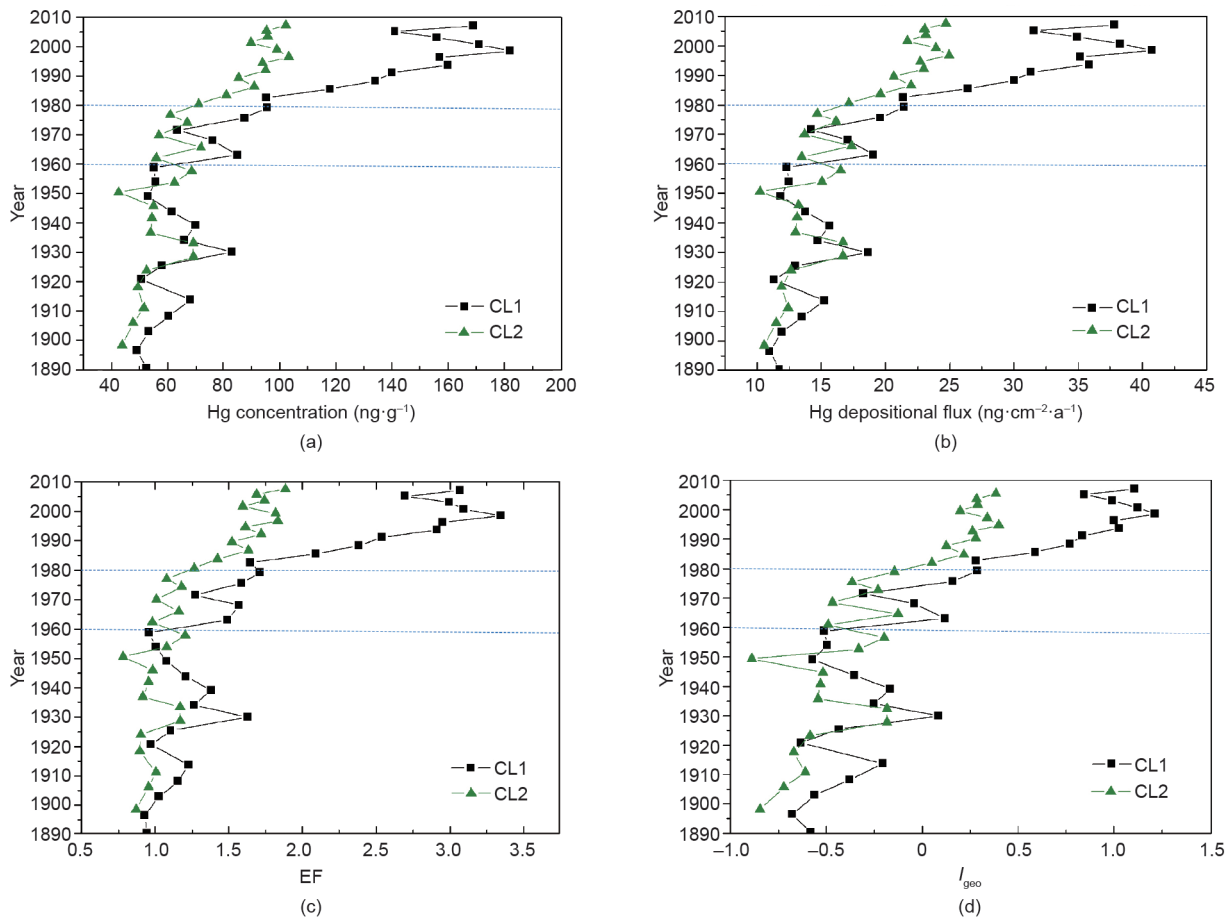 2010
2000
1990
1980
1970
1960
1950
1940
1930
1920
1910
1900
1890
Year
CL1
CL2
40 60 80 100 120 140 160 180 200
Hg concentration (ng·g⁻¹)
(a)
2010
2000
1990
1980
1970
1960
1950
1940
1930
1920
1910
1900
1890
Year
CL1
CL2
10 15 20 25 30 35 40 45
Hg depositional flux (ng·cm⁻²·a⁻¹)
(b)
2010
2000
1990
1980
1970
1960
1950
1940
1930
1920
1910
1900
1890
Year
CL1
CL2
0.5 1.0 1.5 2.0 2.5 3.0 3.5
EF
(c)
2010
2000
1990
1980
1970
1960
1950
1940
1930
1920
1910
1900
1890
Year
CL1
CL2
–1.0 –0.5 0 0.5 1.0 1.5
I_geo
(d)